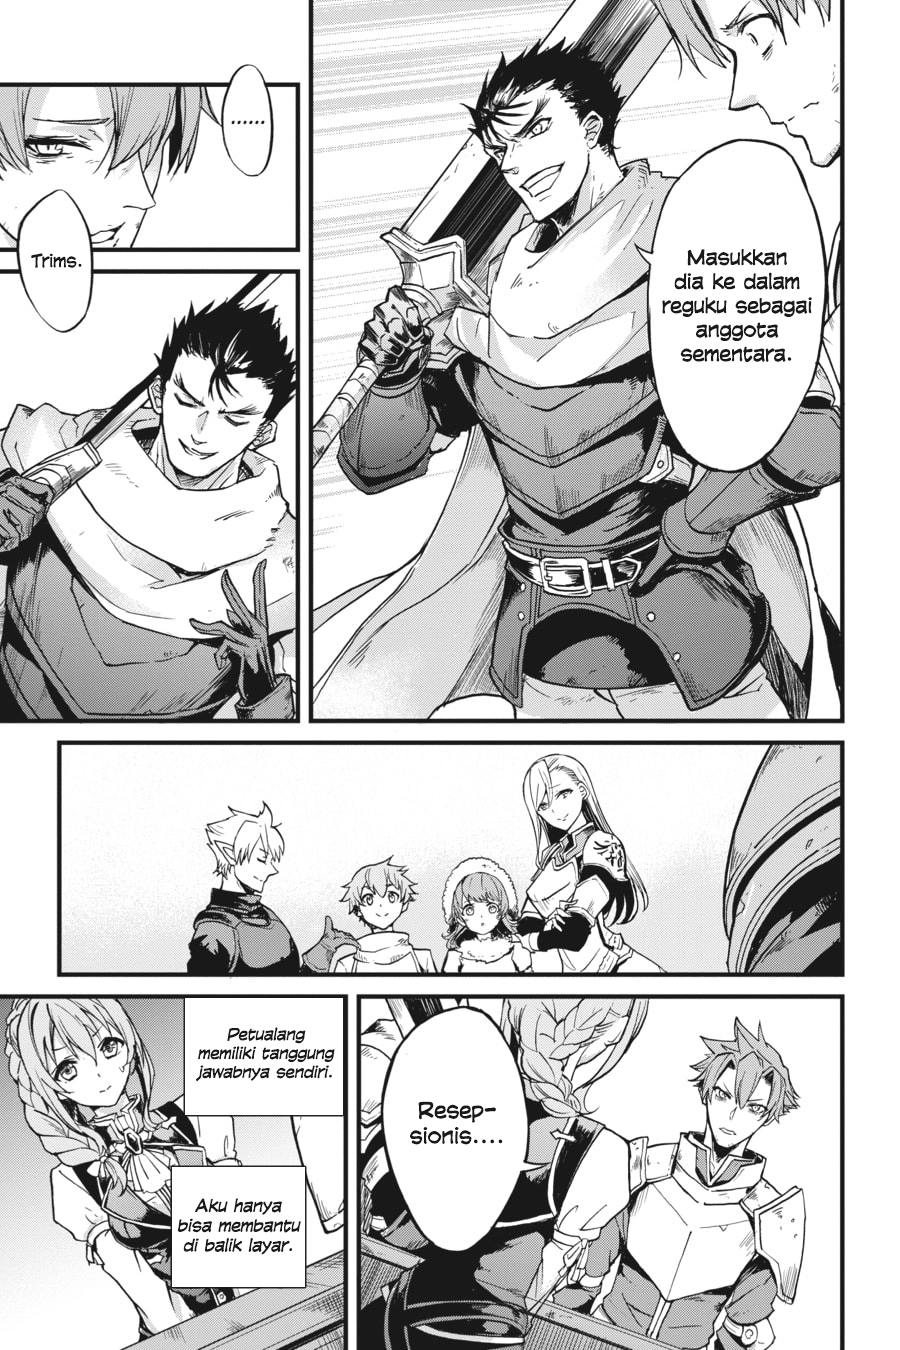 Masukkan
dia ke dalam
reguku sebagai
anggota
sementara.
.......
Trims.
Resep-
sionis....
Petualang
memiliki tanggung
jawabnya sendiri.
Aku hanya
bisa membantu
di balik layar.